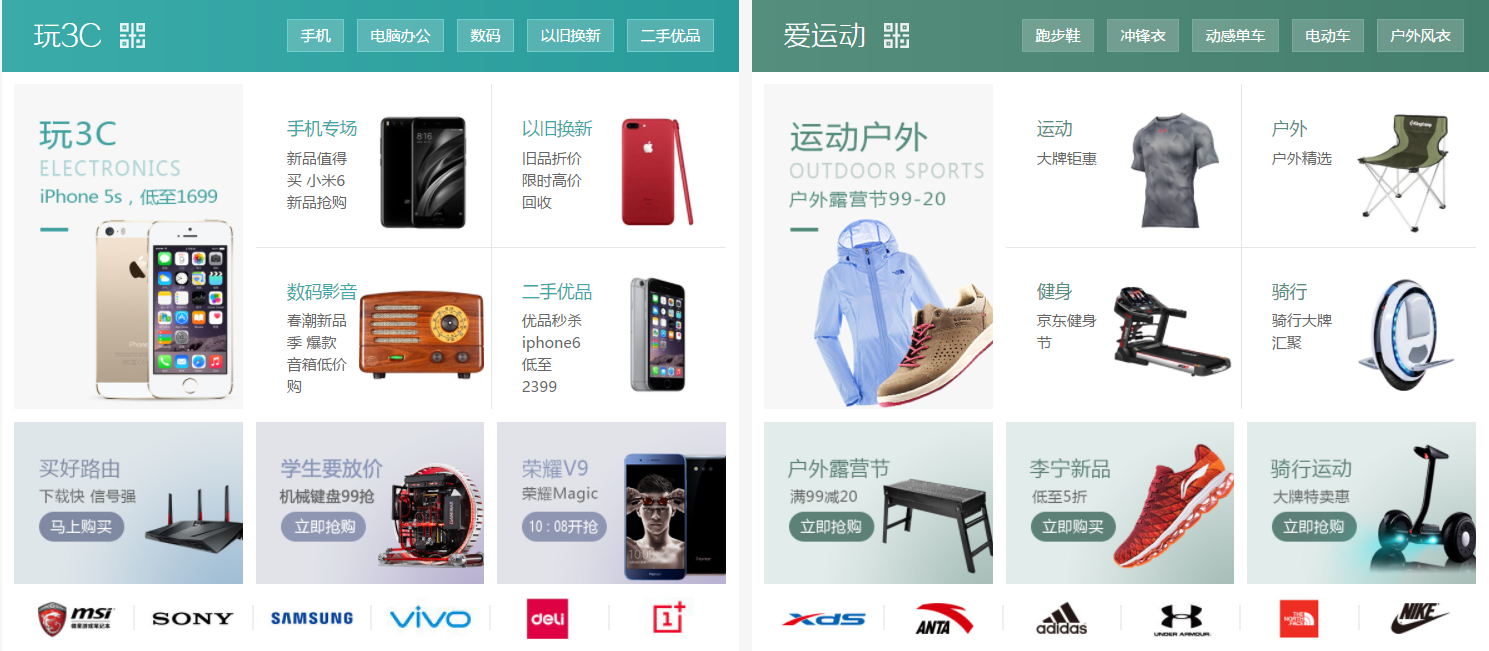 玩3C
手机
电脑办公
数码
以旧换新
二手优品
玩3C
ELECTRONICS
iPhone 5s，低至1699
手机专场
新品值得
买 小米6
新品抢购
8:16
以旧换新
旧品折价
限时高价
回收
数码影音
春潮新品
季 爆款
音箱低价
购
二手优品
优品秒杀
iphone6
低至
2399
买好路由
下载快 信号强
马上购买
学生要放价
机械键盘99抢
立即抢购
荣耀V9
荣耀Magic
10 : 08开抢
msi
微星游戏笔记本
SONY
SAMSUNG
vivo
deli
1+
爱运动
跑步鞋
冲锋衣
动感单车
电动车
户外风衣
运动户外
OUTDOOR SPORTS
户外露营节99-20
运动
大牌钜惠
户外
户外精选
健身
京东健身
节
骑行
骑行大牌
汇聚
户外露营节
满99减20
立即抢购
李宁新品
低至5折
立即购买
骑行运动
大牌特卖惠
立即抢购
XDS
ANTA
adidas
UNDER ARMOUR
THE
NORTH
FACE
NIKE